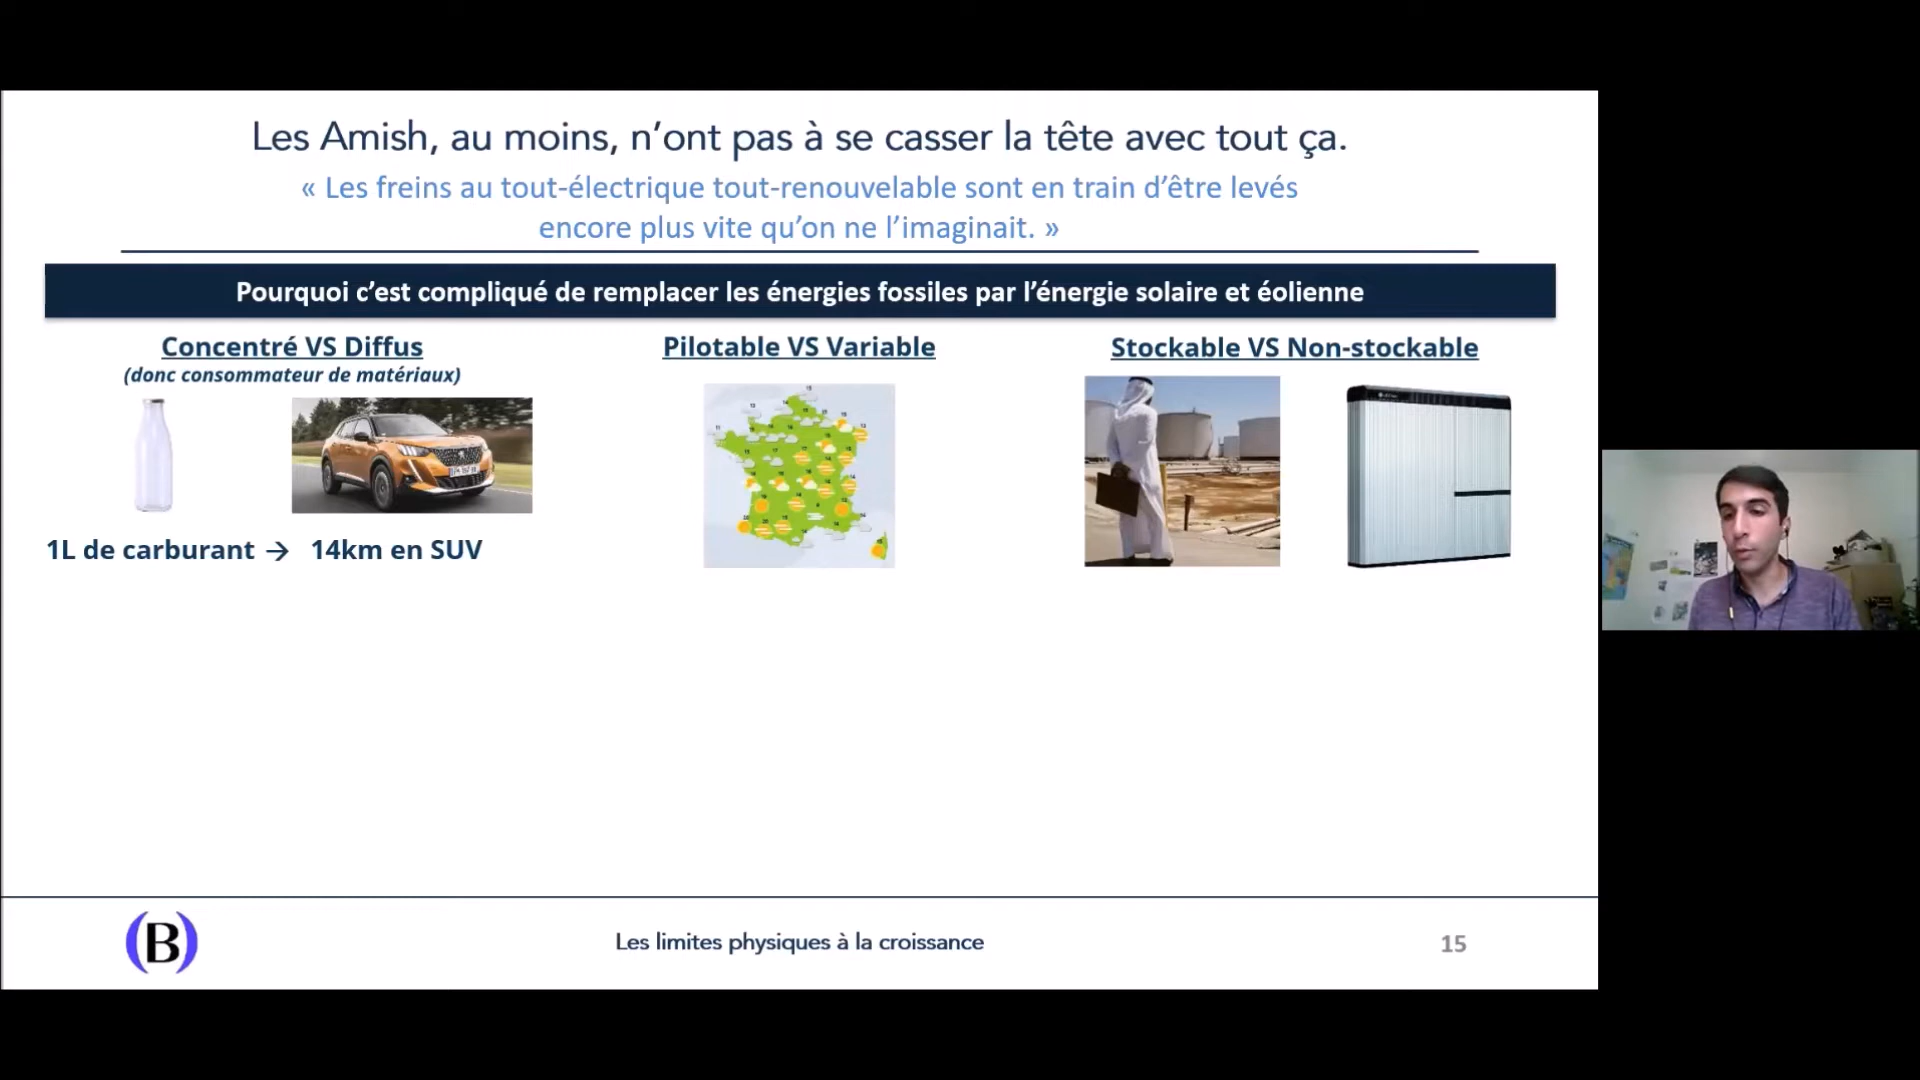 Les Amish, au moins, n’ont pas à se casser la tête avec tout ça.
« Les freins au tout-électrique tout-renouvelable sont en train d’être levés
encore plus vite qu’on ne l’imaginait. »
Pourquoi c’est compliqué de remplacer les énergies fossiles par l’énergie solaire et éolienne
Concentré VS Diffus
(donc consommateur de matériaux)
1L de carburant → 14km en SUV
Pilotable VS Variable
Stockable VS Non-stockable
(B)
Les limites physiques à la croissance
15